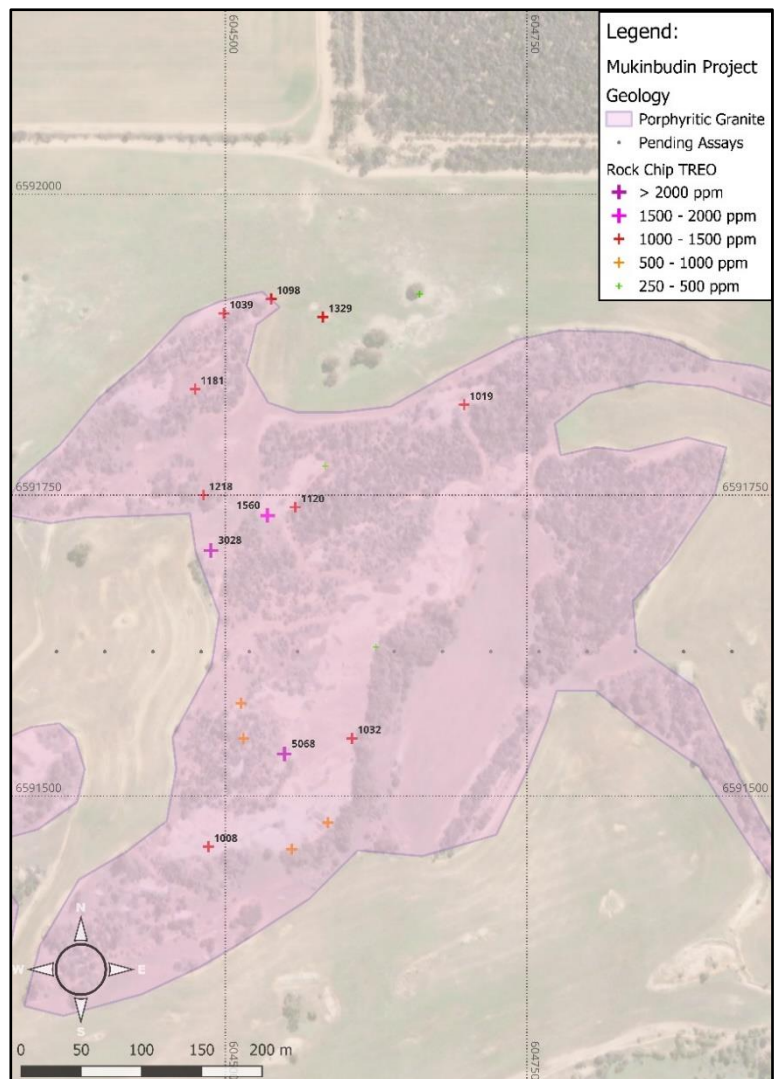 604500
604750
Legend:
Mukinbudin Project
Geology
Porphyritic Granite
Pending Assays
Rock Chip TREO
> 2000 ppm
1500 - 2000 ppm
1000 - 1500 ppm
500 - 1000 ppm
250 - 500 ppm
6592000
1098
1039
1329
1181
1019
6591750
6591750
1218
1560
1120
3028
1032
5068
6591500
6591500
1008
N
W
E
S
0 50 100 150 200 m
604500
604750